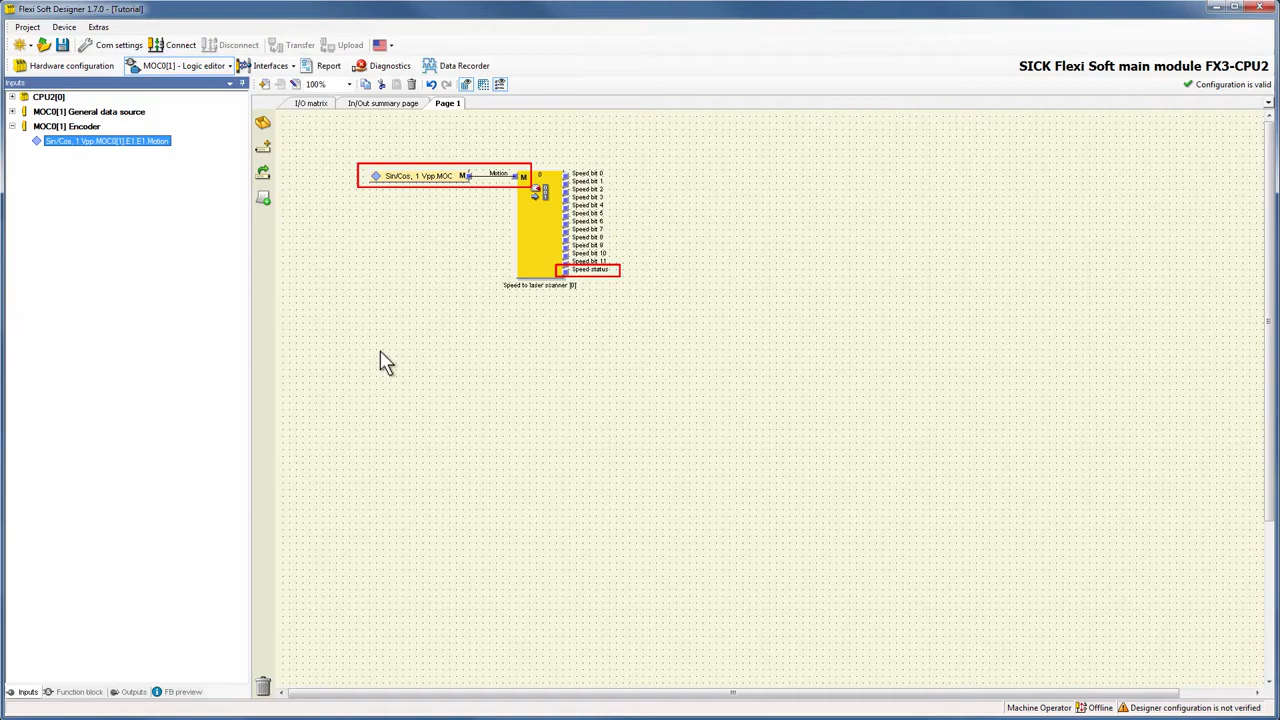 Flexi Soft Designer 1.7.0 - [Tutorial]
Project Device Extras
Com settings Connect Disconnect Transfer Upload
Hardware configuration MOC0[1] - Logic editor Interfaces Report Diagnostics Data Recorder SICK Flexi Soft main module FX3-CPU2
Inputs 100% Configuration is valid
CPU2[0] I/O matrix In/Out summary page Page 1
MOC0[1] General data source
MOC0[1] Encoder
Sin/Cos, 1 Vpp.MOC0[1].E1.E1.Motion
Sin/Cos, 1 Vpp.MOC M Motion M 0
Speed bit 0
Speed bit 1
Speed bit 2
Speed bit 3
Speed bit 4
Speed bit 5
Speed bit 6
Speed bit 7
Speed bit 8
Speed bit 9
Speed bit 10
Speed bit 11
Speed status
Speed to laser scanner [0]
Inputs Function block Outputs FB preview
Machine Operator Offline Designer configuration is not verified